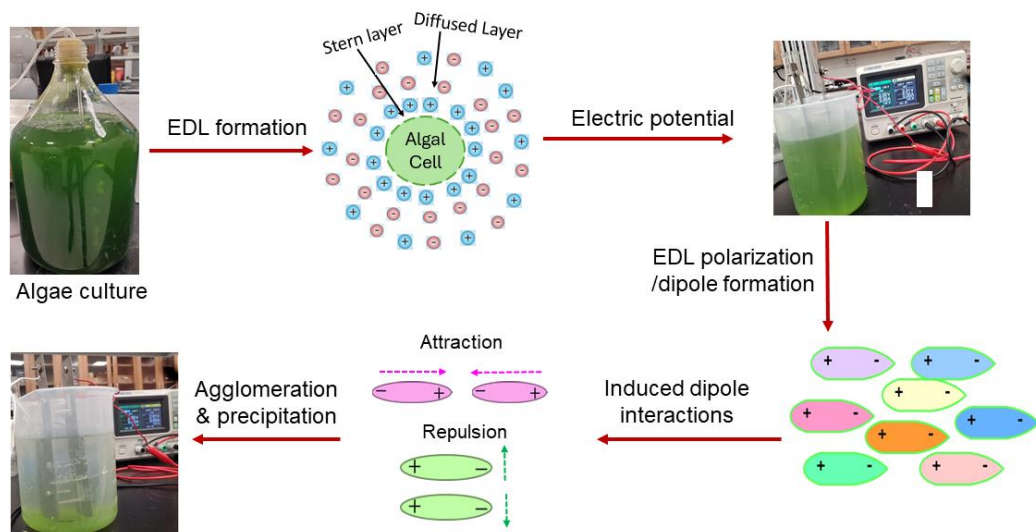 Stern layer
Diffused Layer
EDL formation
Algal
Cell
Electric potential
Algae culture
EDL polarization
/dipole formation
Attraction
Agglomeration
& precipitation
Induced dipole
interactions
Repulsion